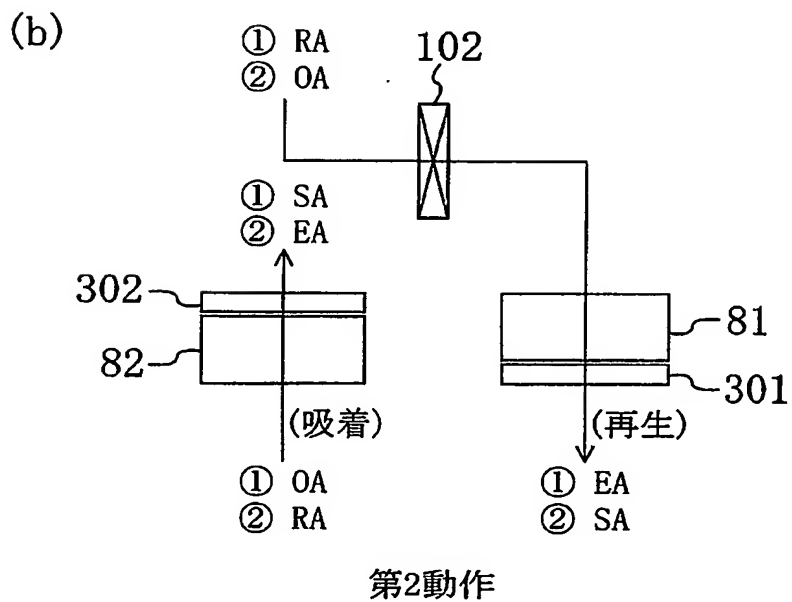 (b)
① RA
② OA
102
① SA
② EA
302
82
81
301
(吸着)
(再生)
① OA
② RA
① EA
② SA
第2動作